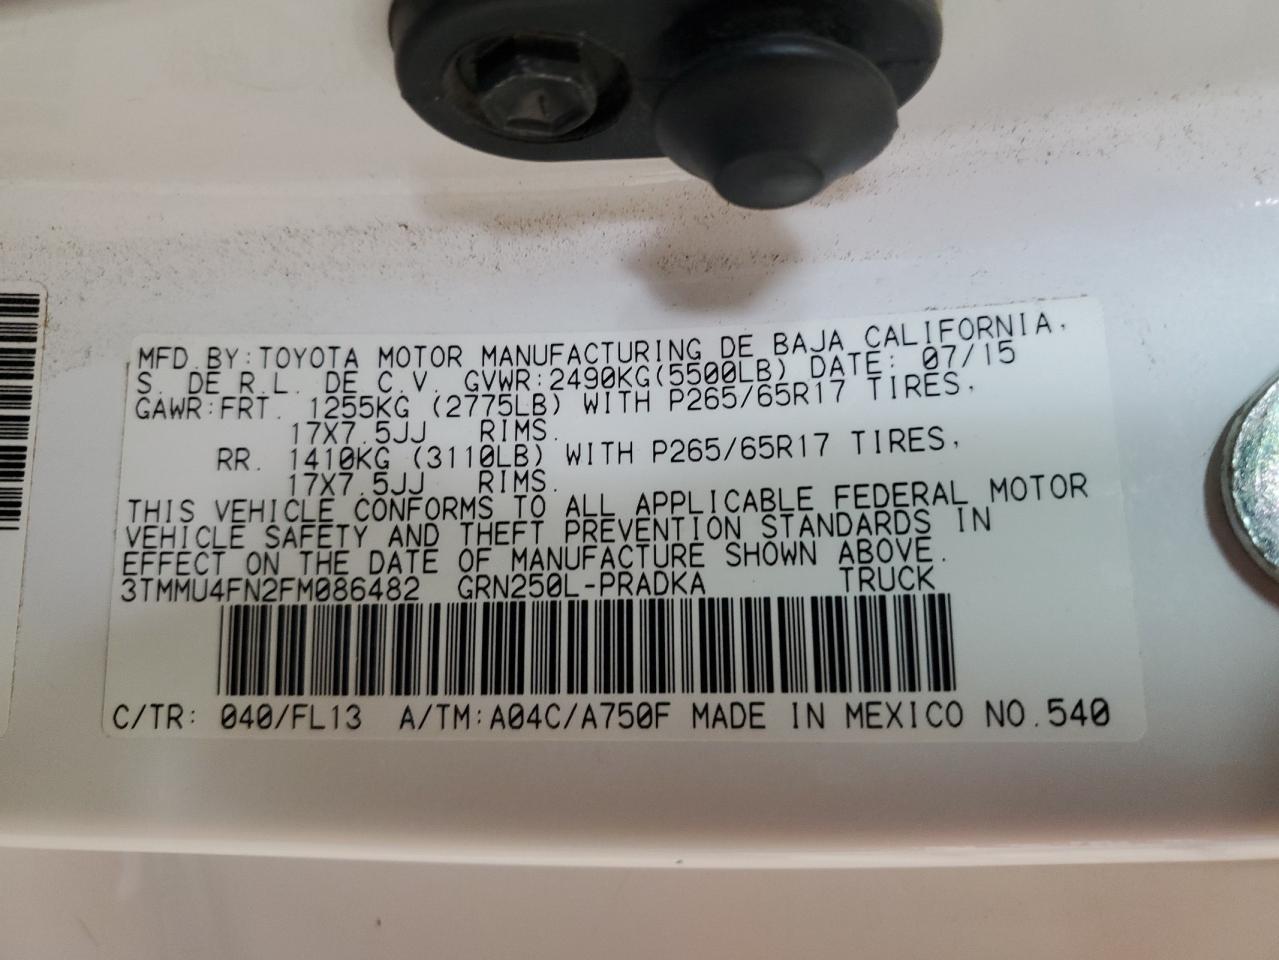 MFD.BY:TOYOTA MOTOR MANUFACTURING DE BAJA CALIFORNIA,
S. DE R.L. DE C.V. GVWR:2490KG(5500LB) DATE: 07/15
GAWR:FRT. 1255KG (2775LB) WITH P265/65R17 TIRES,
17X7.5JJ RIMS.
RR. 1410KG (3110LB) WITH P265/65R17 TIRES,
17X7.5JJ RIMS.
THIS VEHICLE CONFORMS TO ALL APPLICABLE FEDERAL MOTOR
VEHICLE SAFETY AND THEFT PREVENTION STANDARDS IN
EFFECT ON THE DATE OF MANUFACTURE SHOWN ABOVE.
3TMMU4FN2FM086482 GRN250L-PRADKA TRUCK
C/TR: 040/FL13 A/TM:A04C/A750F MADE IN MEXICO NO.540